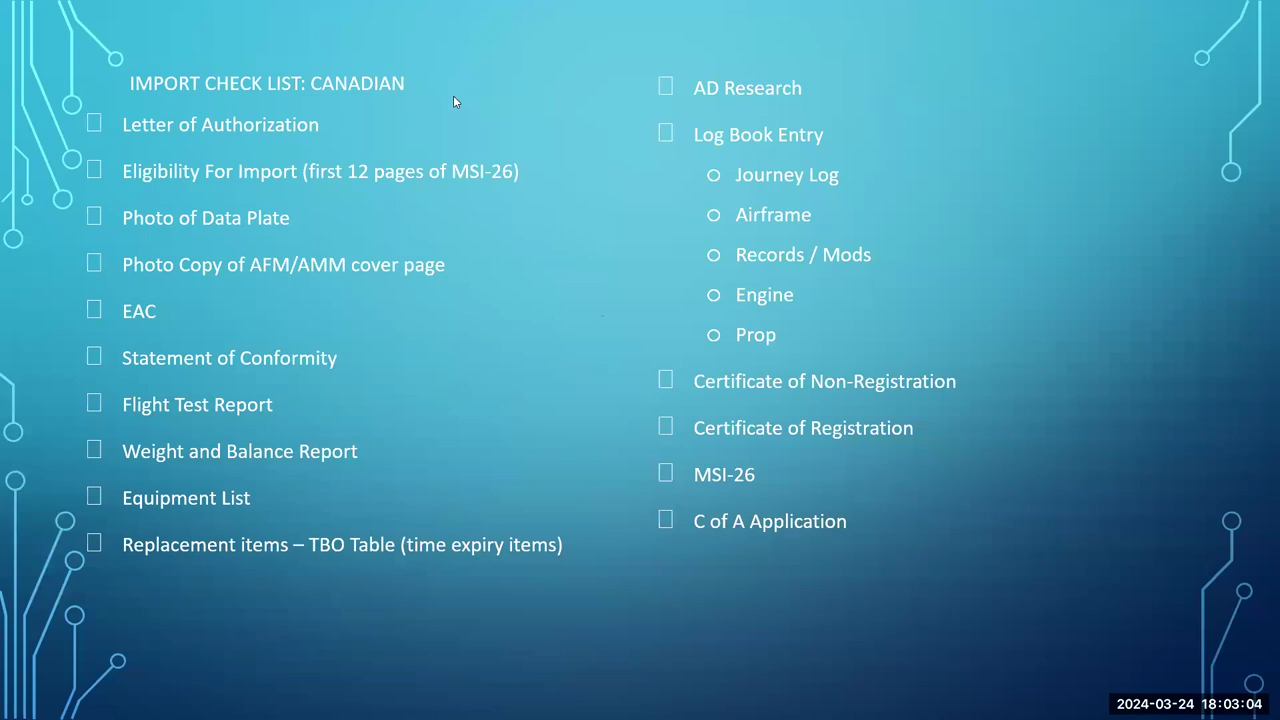 IMPORT CHECK LIST: CANADIAN
Letter of Authorization
Eligibility For Import (first 12 pages of MSI-26)
Photo of Data Plate
Photo Copy of AFM/AMM cover page
EAC
Statement of Conformity
Flight Test Report
Weight and Balance Report
Equipment List
Replacement items – TBO Table (time expiry items)
AD Research
Log Book Entry
Journey Log
Airframe
Records / Mods
Engine
Prop
Certificate of Non-Registration
Certificate of Registration
MSI-26
C of A Application
2024-03-24 18:03:04